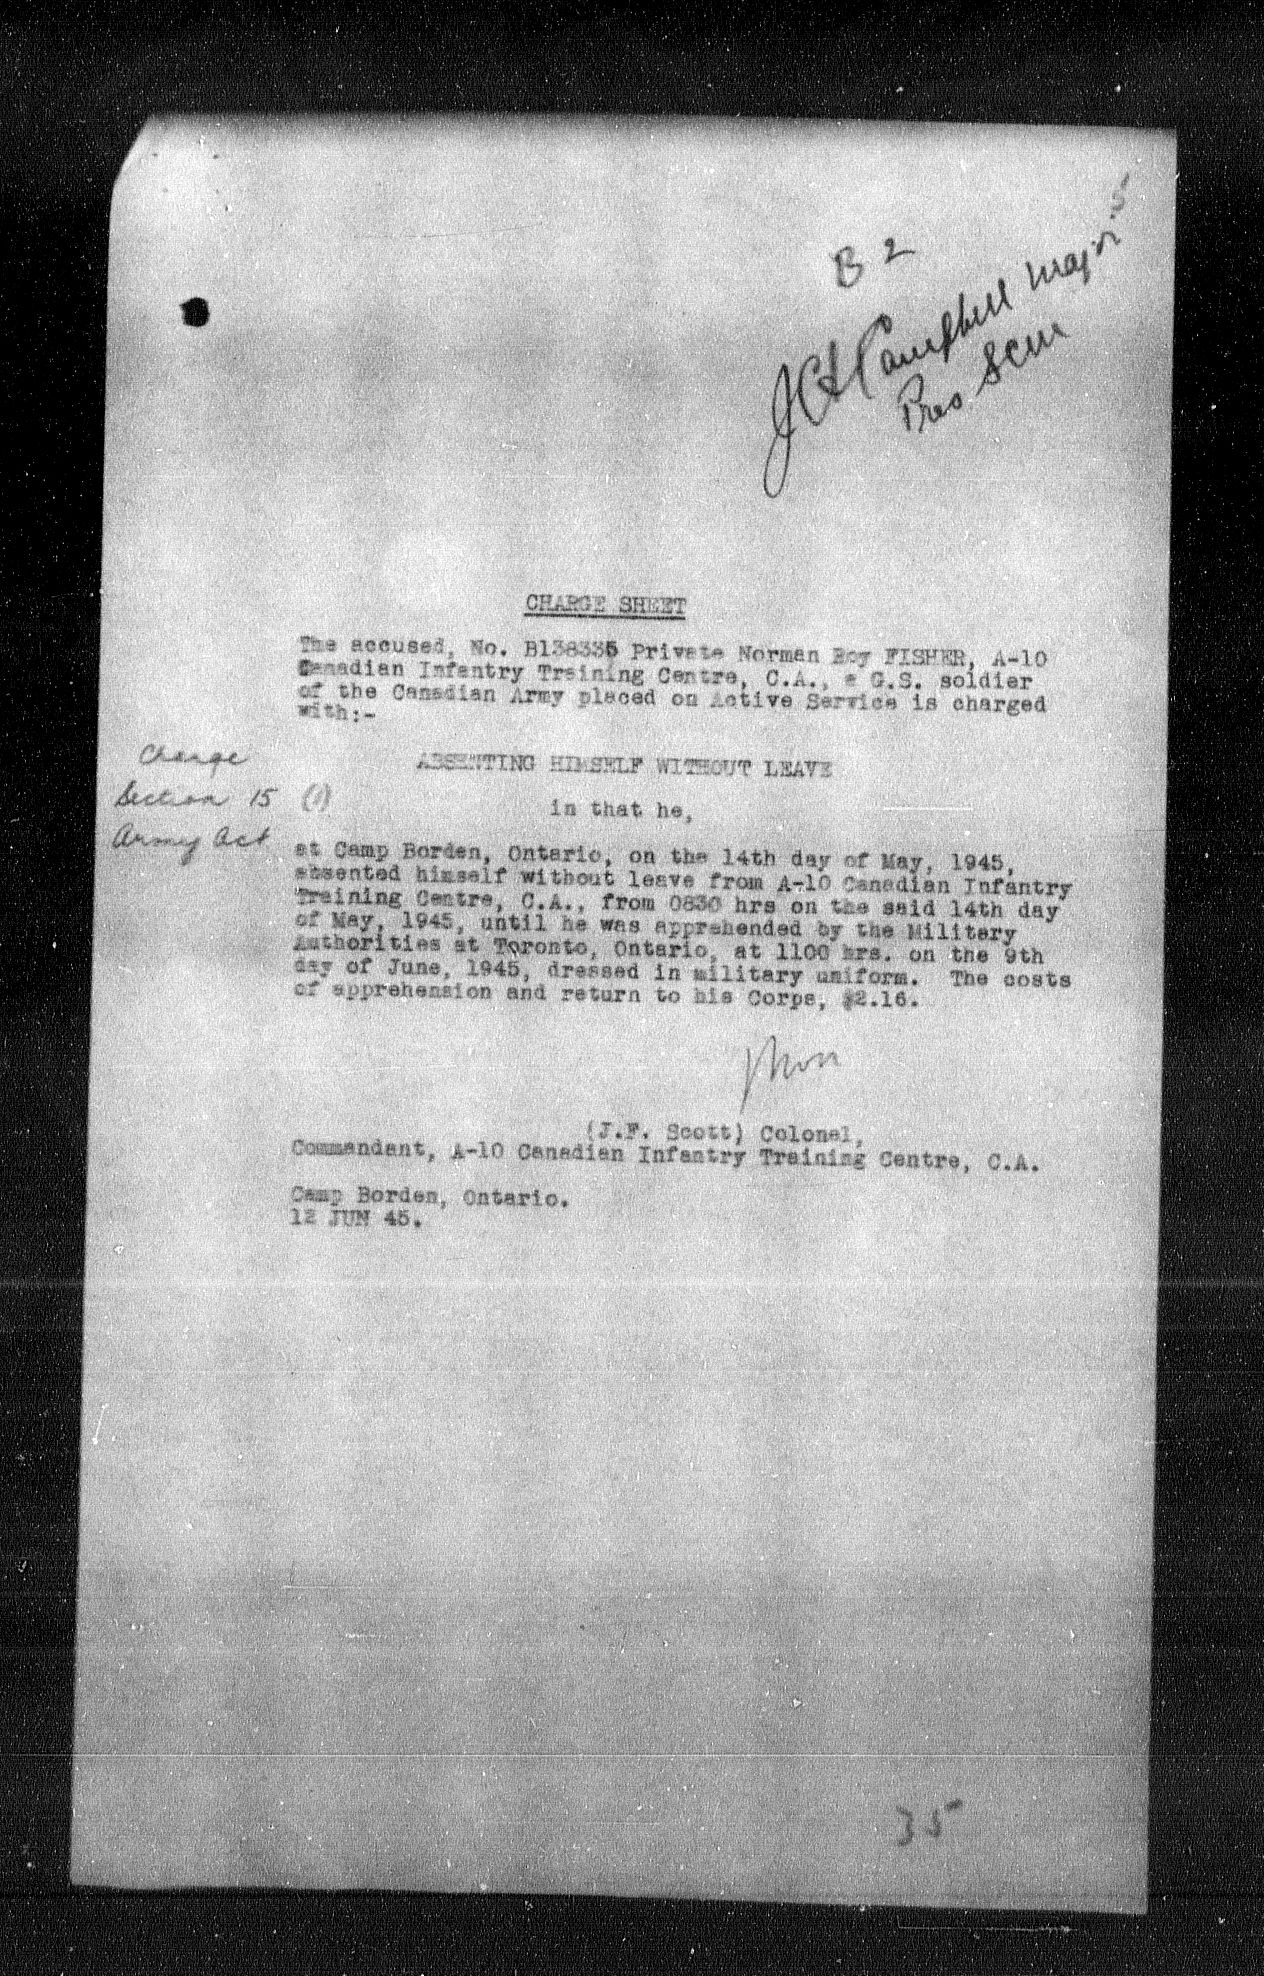 5
B 2
J C H Campbell Major
Pres SCM
CHARGE SHEET
The accused, No. B138335 Private Norman Roy FISHER, A-10
Canadian Infantry Training Centre, C.A., a G.S. soldier
of the Canadian Army placed on Active Service is charged
with:-
Charge
Section 15 (1)
Army Act
ABSENTING HIMSELF WITHOUT LEAVE
in that he,
at Camp Borden, Ontario, on the 14th day of May, 1945,
absented himself without leave from A-10 Canadian Infantry
Training Centre, C.A., from 0830 hrs on the said 14th day
of May, 1945, until he was apprehended by the Military
Authorities at Toronto, Ontario, at 1100 hrs. on the 9th
day of June, 1945, dressed in military uniform. The costs
of apprehension and return to his Corps, $2.16.
(J.F. Scott) Colonel,
Commandant, A-10 Canadian Infantry Training Centre, C.A.
Camp Borden, Ontario.
12 JUN 45.
35